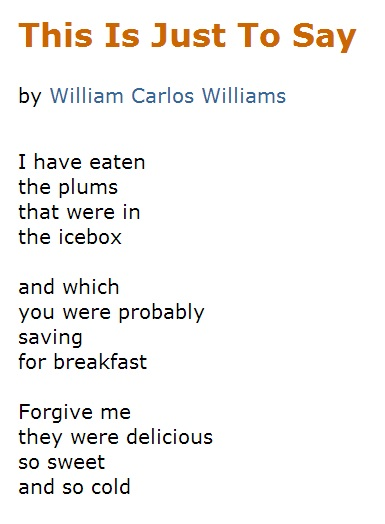 This Is Just To Say
by William Carlos Williams
I have eaten
the plums
that were in
the icebox
and which
you were probably
saving
for breakfast
Forgive me
they were delicious
so sweet
and so cold